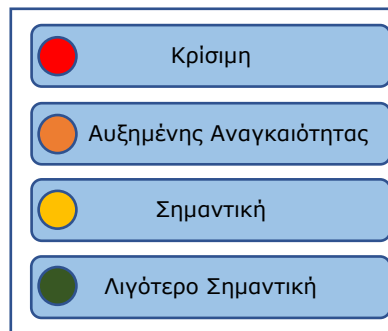 Κρίσιμη
Αυξημένης Αναγκαιότητας
Σημαντική
Λιγότερο Σημαντική